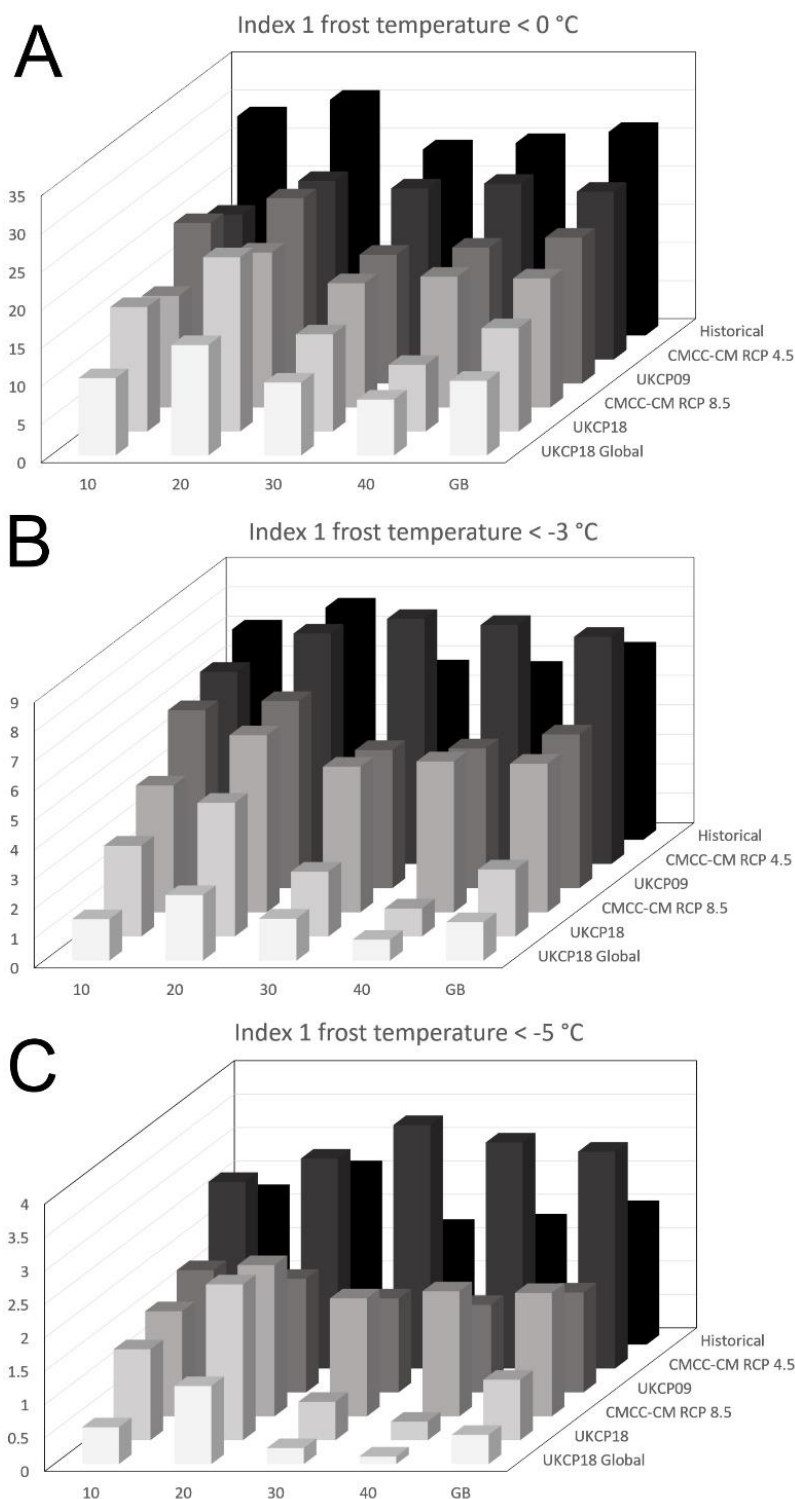 A
Index 1 frost temperature < 0 °C
35
30
25
20
15
10
5
0
Historical
CMCC-CM RCP 4.5
UKCP09
CMCC-CM RCP 8.5
UKCP18
UKCP18 Global
10 20 30 40 GB
B
Index 1 frost temperature < -3 °C
9
8
7
6
5
4
3
2
1
0
Historical
CMCC-CM RCP 4.5
UKCP09
CMCC-CM RCP 8.5
UKCP18
UKCP18 Global
10 20 30 40 GB
C
Index 1 frost temperature < -5 °C
4
3.5
3
2.5
2
1.5
1
0.5
0
Historical
CMCC-CM RCP 4.5
UKCP09
CMCC-CM RCP 8.5
UKCP18
UKCP18 Global
10 20 30 40 GB